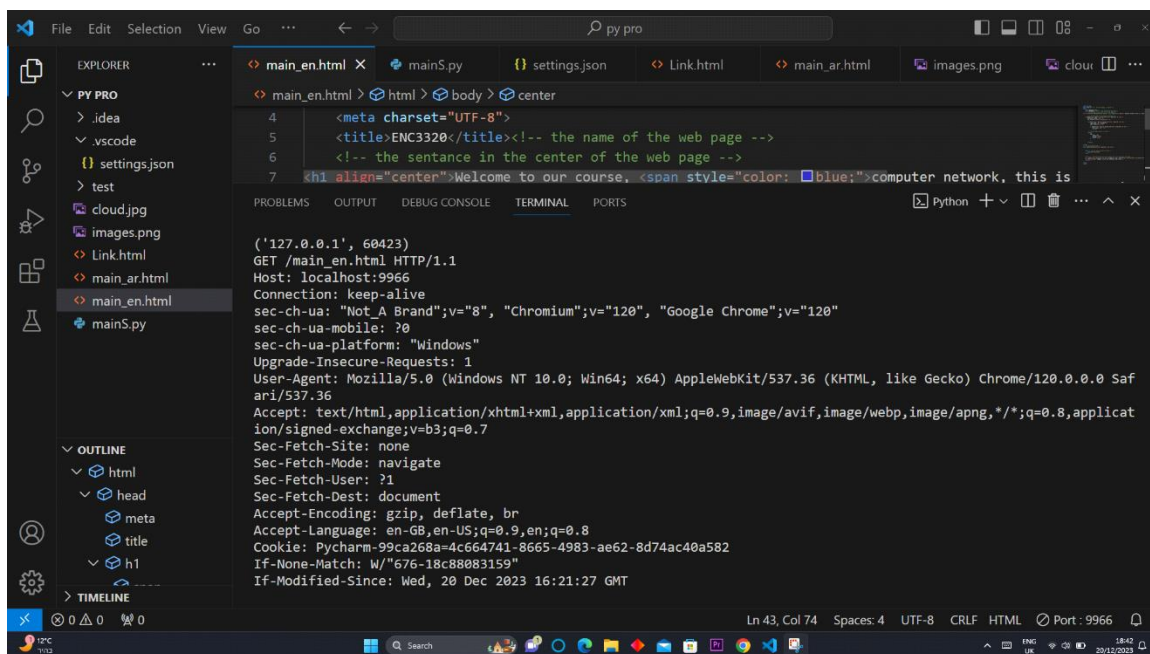 File Edit Selection View Go ··· py pro
EXPLORER ···
PY PRO
.idea
.vscode
{} settings.json
test
cloud.jpg
images.png
Link.html
main_ar.html
main_en.html
mainS.py
OUTLINE
html
head
meta
title
h1
TIMELINE
main_en.html mainS.py {} settings.json Link.html main_ar.html images.png clou ···
main_en.html > html > body > center
4 <meta charset="UTF-8">
5 <title>ENC3320</title><!-- the name of the web page -->
6 <!-- the sentance in the center of the web page -->
7 <h1 align="center">Welcome to our course, <span style="color: blue;">computer network, this is
PROBLEMS OUTPUT DEBUG CONSOLE TERMINAL PORTS Python
('127.0.0.1', 60423)
GET /main_en.html HTTP/1.1
Host: localhost:9966
Connection: keep-alive
sec-ch-ua: "Not_A Brand";v="8", "Chromium";v="120", "Google Chrome";v="120"
sec-ch-ua-mobile: ?0
sec-ch-ua-platform: "Windows"
Upgrade-Insecure-Requests: 1
User-Agent: Mozilla/5.0 (Windows NT 10.0; Win64; x64) AppleWebKit/537.36 (KHTML, like Gecko) Chrome/120.0.0.0 Saf
ari/537.36
Accept: text/html,application/xhtml+xml,application/xml;q=0.9,image/avif,image/webp,image/apng,*/*;q=0.8,applicat
ion/signed-exchange;v=b3;q=0.7
Sec-Fetch-Site: none
Sec-Fetch-Mode: navigate
Sec-Fetch-User: ?1
Sec-Fetch-Dest: document
Accept-Encoding: gzip, deflate, br
Accept-Language: en-GB,en-US;q=0.9,en;q=0.8
Cookie: Pycharm-99ca268a=4c664741-8665-4983-ae62-8d74ac40a582
If-None-Match: W/"676-18c88083159"
If-Modified-Since: Wed, 20 Dec 2023 16:21:27 GMT
0 0 0 Ln 43, Col 74 Spaces: 4 UTF-8 CRLF HTML Port : 9966
12°C
Search
ENG
UK
18:42
20/12/2023